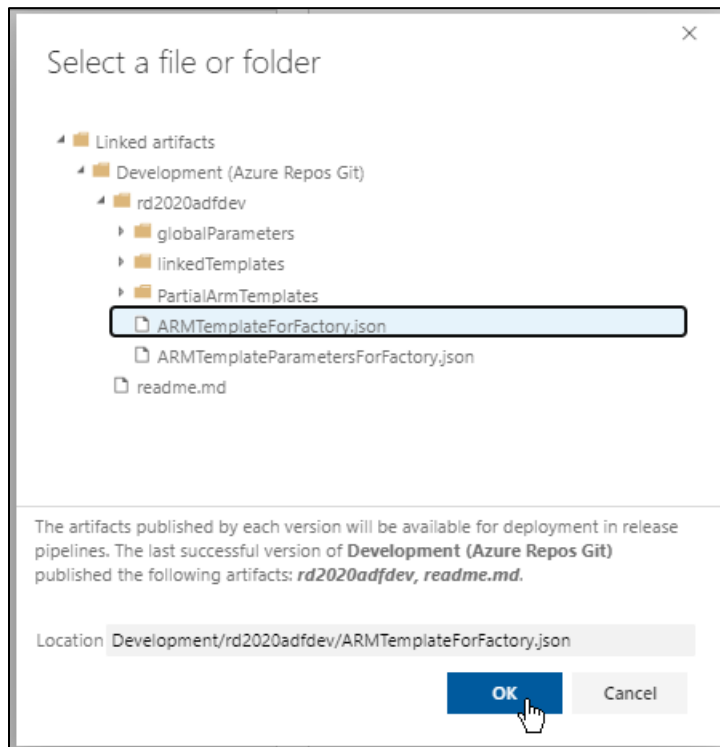 Select a file or folder
Linked artifacts
Development (Azure Repos Git)
rd2020adfdev
globalParameters
linkedTemplates
PartialArmTemplates
ARMTemplateForFactory.json
ARMTemplateParametersForFactory.json
readme.md
The artifacts published by each version will be available for deployment in release
pipelines. The last successful version of Development (Azure Repos Git)
published the following artifacts: rd2020adfdev, readme.md.
Location Development/rd2020adfdev/ARMTemplateForFactory.json
OK Cancel